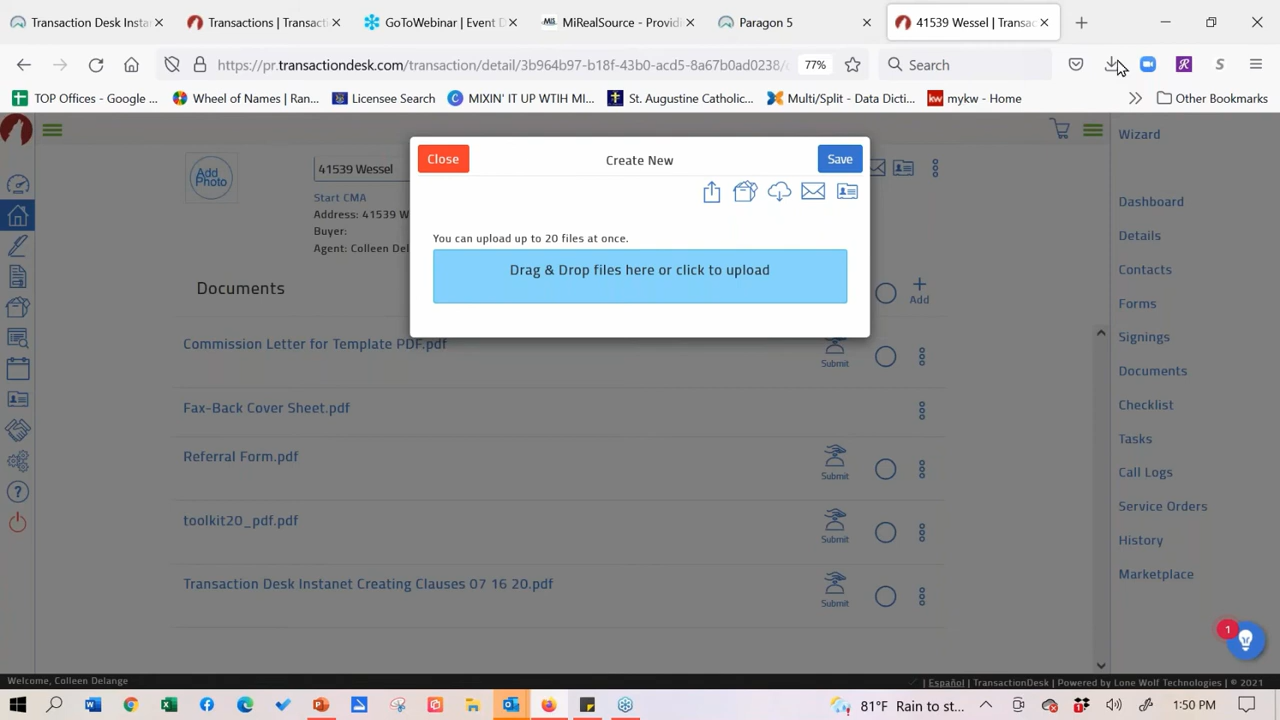 Transaction Desk Insta
Transactions | Transact
GoToWebinar | Event D
MiRealSource - Providi
Paragon 5
41539 Wessel | Transac
https://pr.transactiondesk.com/transaction/detail/3b964b97-b18f-43b0-acd5-8a67b0ad0238/
77%
Search
TOP Offices - Google ...
Wheel of Names | Ran...
Licensee Search
MIXIN' IT UP WTIH MI...
St. Augustine Catholic...
Multi/Split - Data Dicti...
mykw - Home
Other Bookmarks
Close
Create New
Save
You can upload up to 20 files at once.
Drag & Drop files here or click to upload
Add Photo
41539 Wessel
Start CMA
Address: 41539 W
Buyer:
Agent: Colleen Del
Documents
Add
Commission Letter for Template PDF.pdf
Submit
Fax-Back Cover Sheet.pdf
Referral Form.pdf
Submit
toolkit20_pdf.pdf
Submit
Transaction Desk Instanet Creating Clauses 07 16 20.pdf
Submit
Wizard
Dashboard
Details
Contacts
Forms
Signings
Documents
Checklist
Tasks
Call Logs
Service Orders
History
Marketplace
1
Welcome, Colleen Delange
| Español | TransactionDesk | Powered by Lone Wolf Technologies | © 2021
81°F Rain to st...
1:50 PM